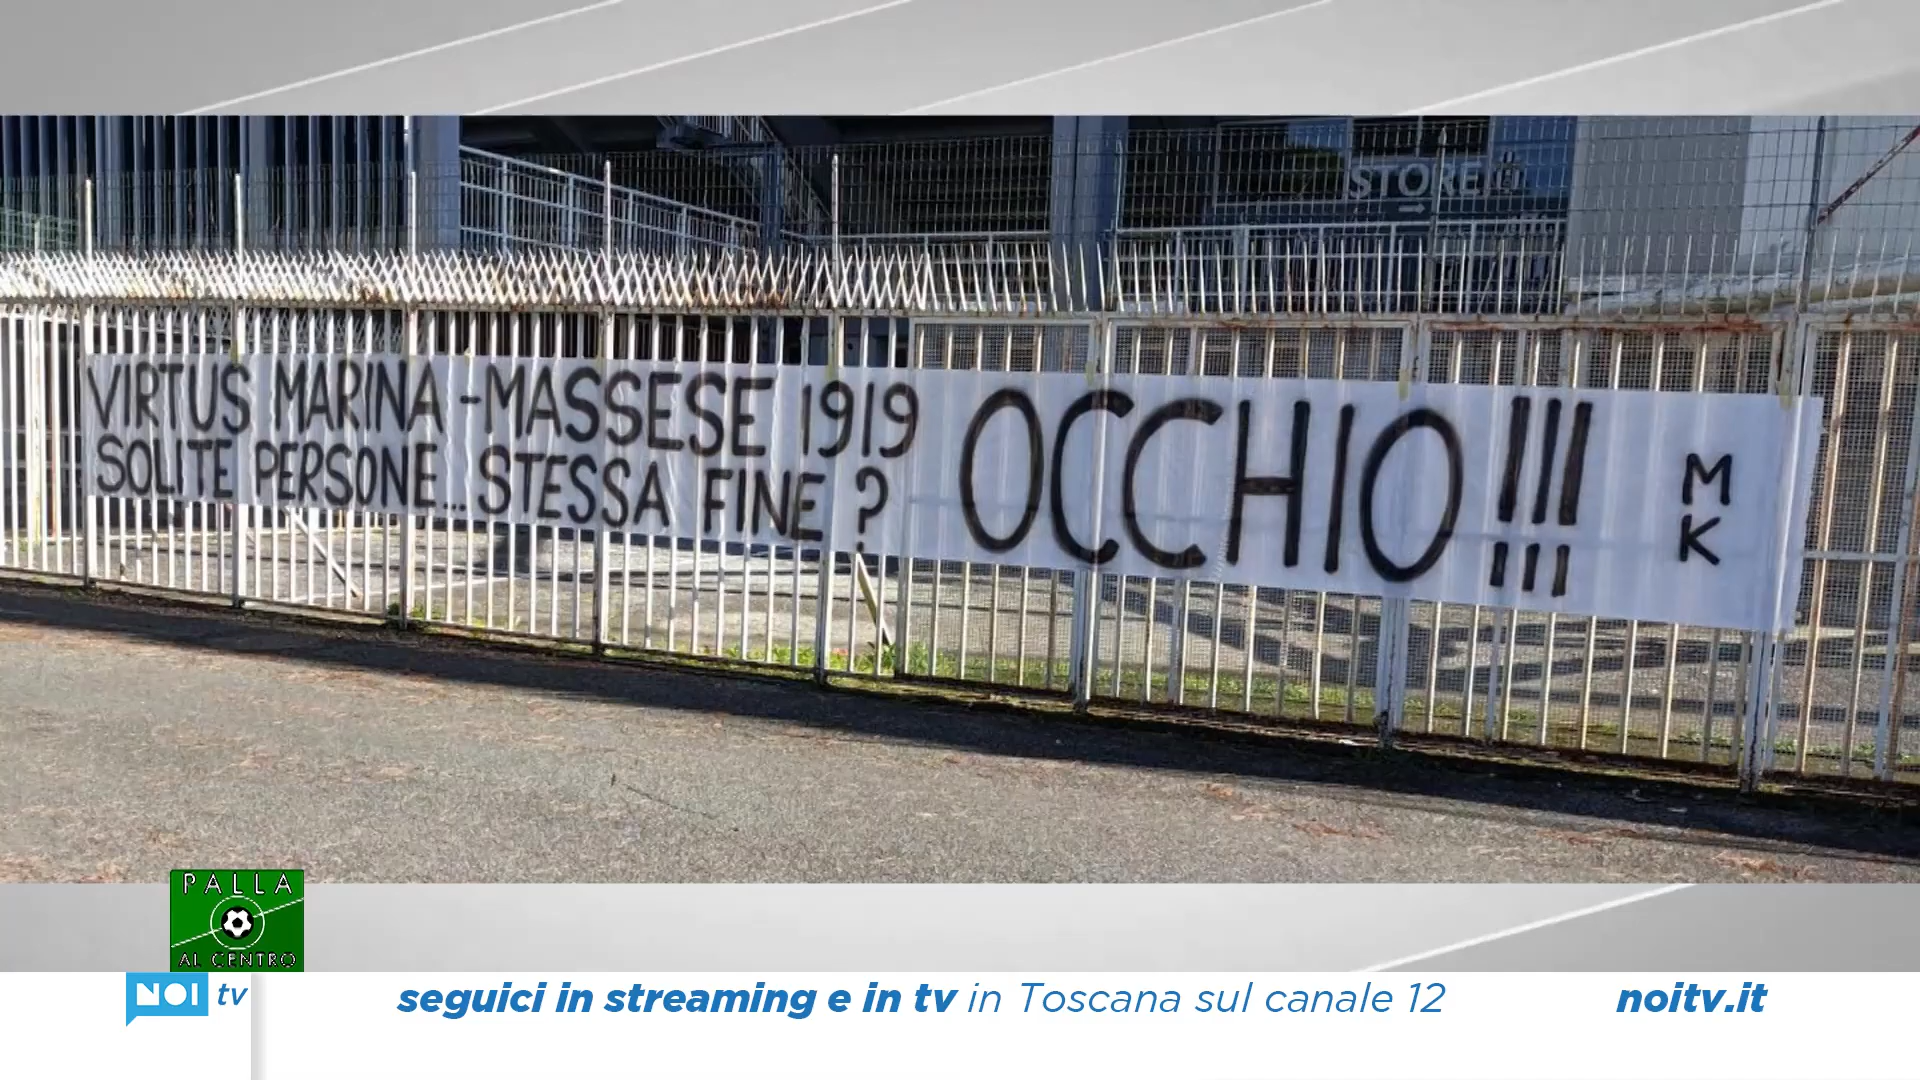 STORE
VIRTUS MARINA -MASSESE 1919
SOLITE PERSONE... STESSA FINE ?
OCCHIO!!!
M
K
PALLA
AL CENTRO
NOI tv
seguici in streaming e in tv in Toscana sul canale 12
noitv.it